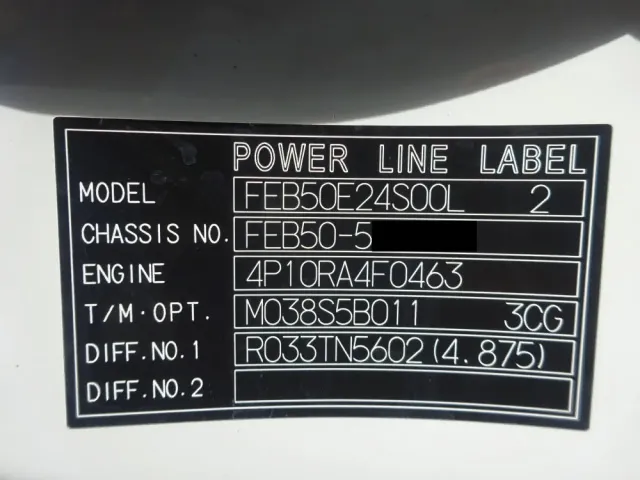 POWER LINE LABEL
MODEL FEB50E24S00L 2
CHASSIS NO. FEB50-5
ENGINE 4P10RA4F0463
T/M·OPT. M038S5B011 3CG
DIFF.NO.1 R033TN5602(4.875)
DIFF.NO.2